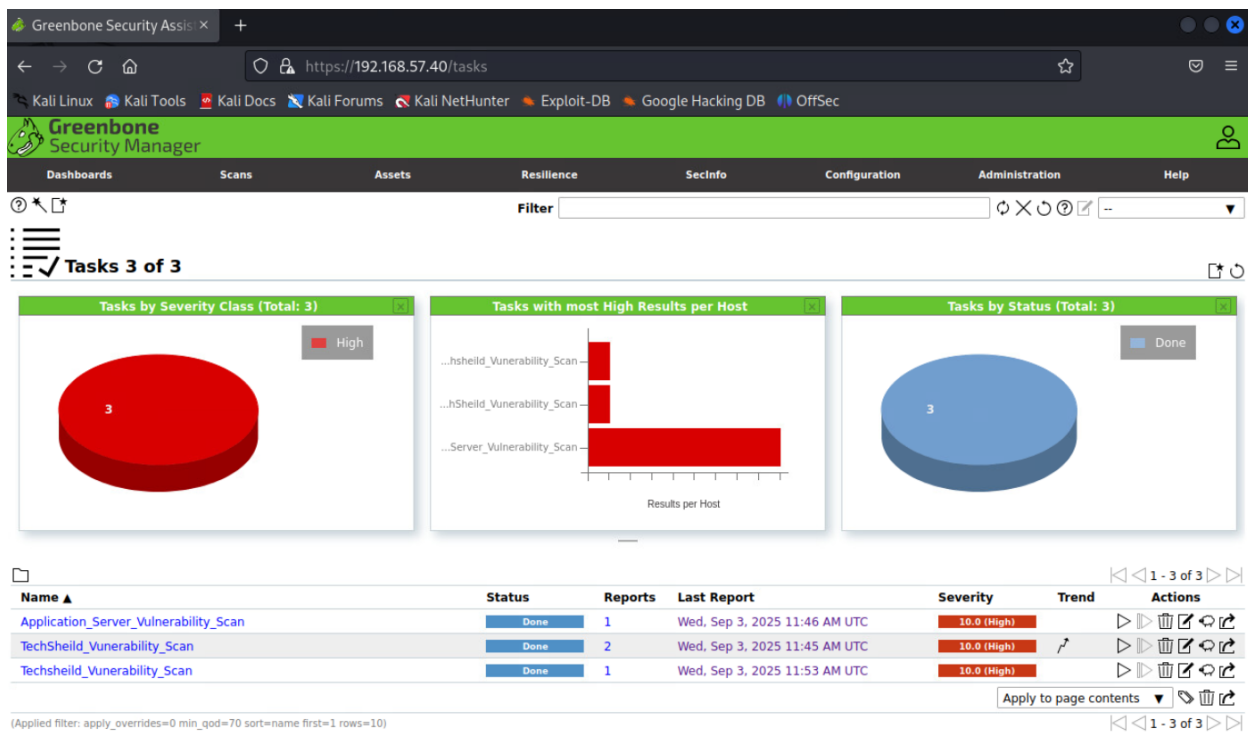 Greenbone Security Assis
https://192.168.57.40/tasks
Kali Linux Kali Tools Kali Docs Kali Forums Kali NetHunter Exploit-DB Google Hacking DB OffSec
Greenbone
Security Manager
Dashboards Scans Assets Resilience SecInfo Configuration Administration Help
Filter --
Tasks 3 of 3
Tasks by Severity Class (Total: 3) Tasks with most High Results per Host Tasks by Status (Total: 3)
High
3
...hsheild_Vunerability_Scan
...hSheild_Vunerability_Scan
...Server_Vulnerability_Scan
Results per Host
Done
3
1 - 3 of 3
Name ▲ Status Reports Last Report Severity Trend Actions
Application_Server_Vulnerability_Scan Done 1 Wed, Sep 3, 2025 11:46 AM UTC 10.0 (High)
TechSheild_Vunerability_Scan Done 2 Wed, Sep 3, 2025 11:45 AM UTC 10.0 (High)
Techsheild_Vunerability_Scan Done 1 Wed, Sep 3, 2025 11:53 AM UTC 10.0 (High)
Apply to page contents ▼
(Applied filter: apply_overrides=0 min_qod=70 sort=name first=1 rows=10) 1 - 3 of 3